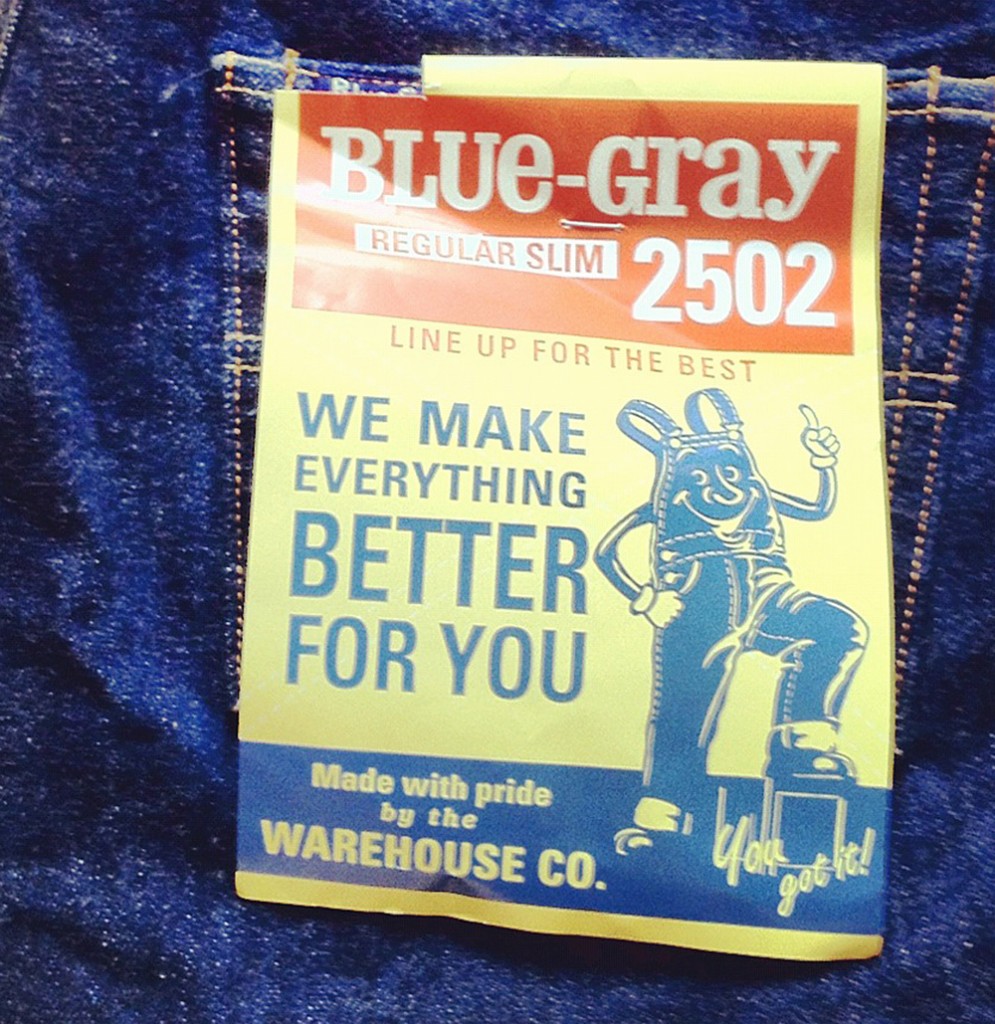 BLUe-Gray
REGULAR SLIM 2502
LINE UP FOR THE BEST
WE MAKE
EVERYTHING
BETTER
FOR YOU
Made with pride
by the
WAREHOUSE CO.
You
got it!